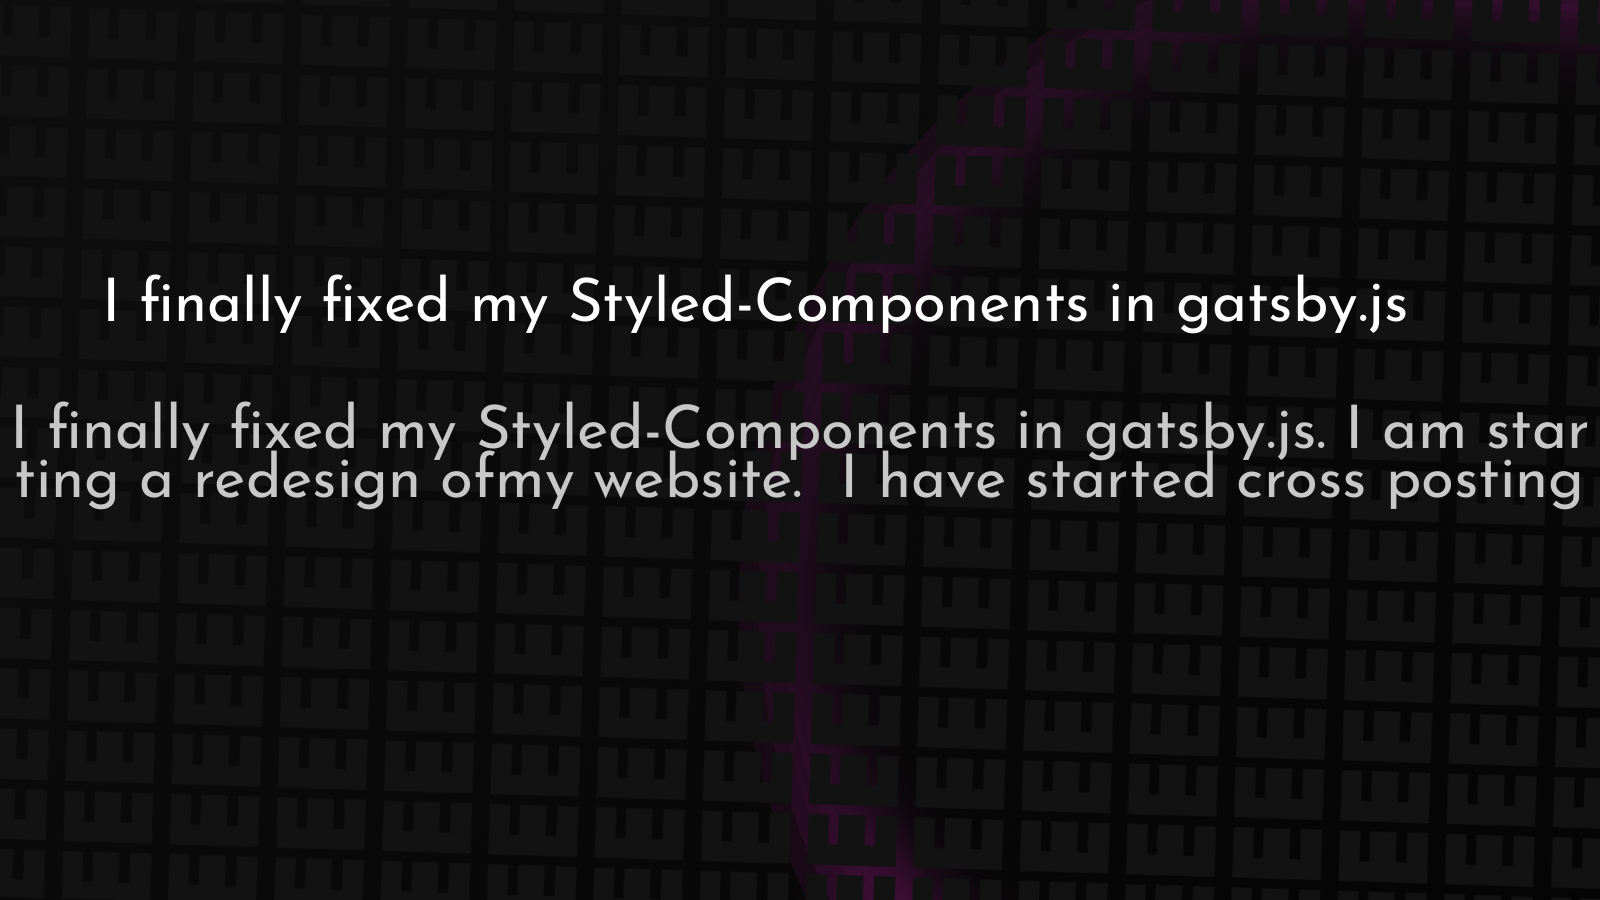 I finally fixed my Styled-Components in gatsby.js
I finally fixed my Styled-Components in gatsby.js. I am star
ting a redesign ofmy website.  I have started cross posting